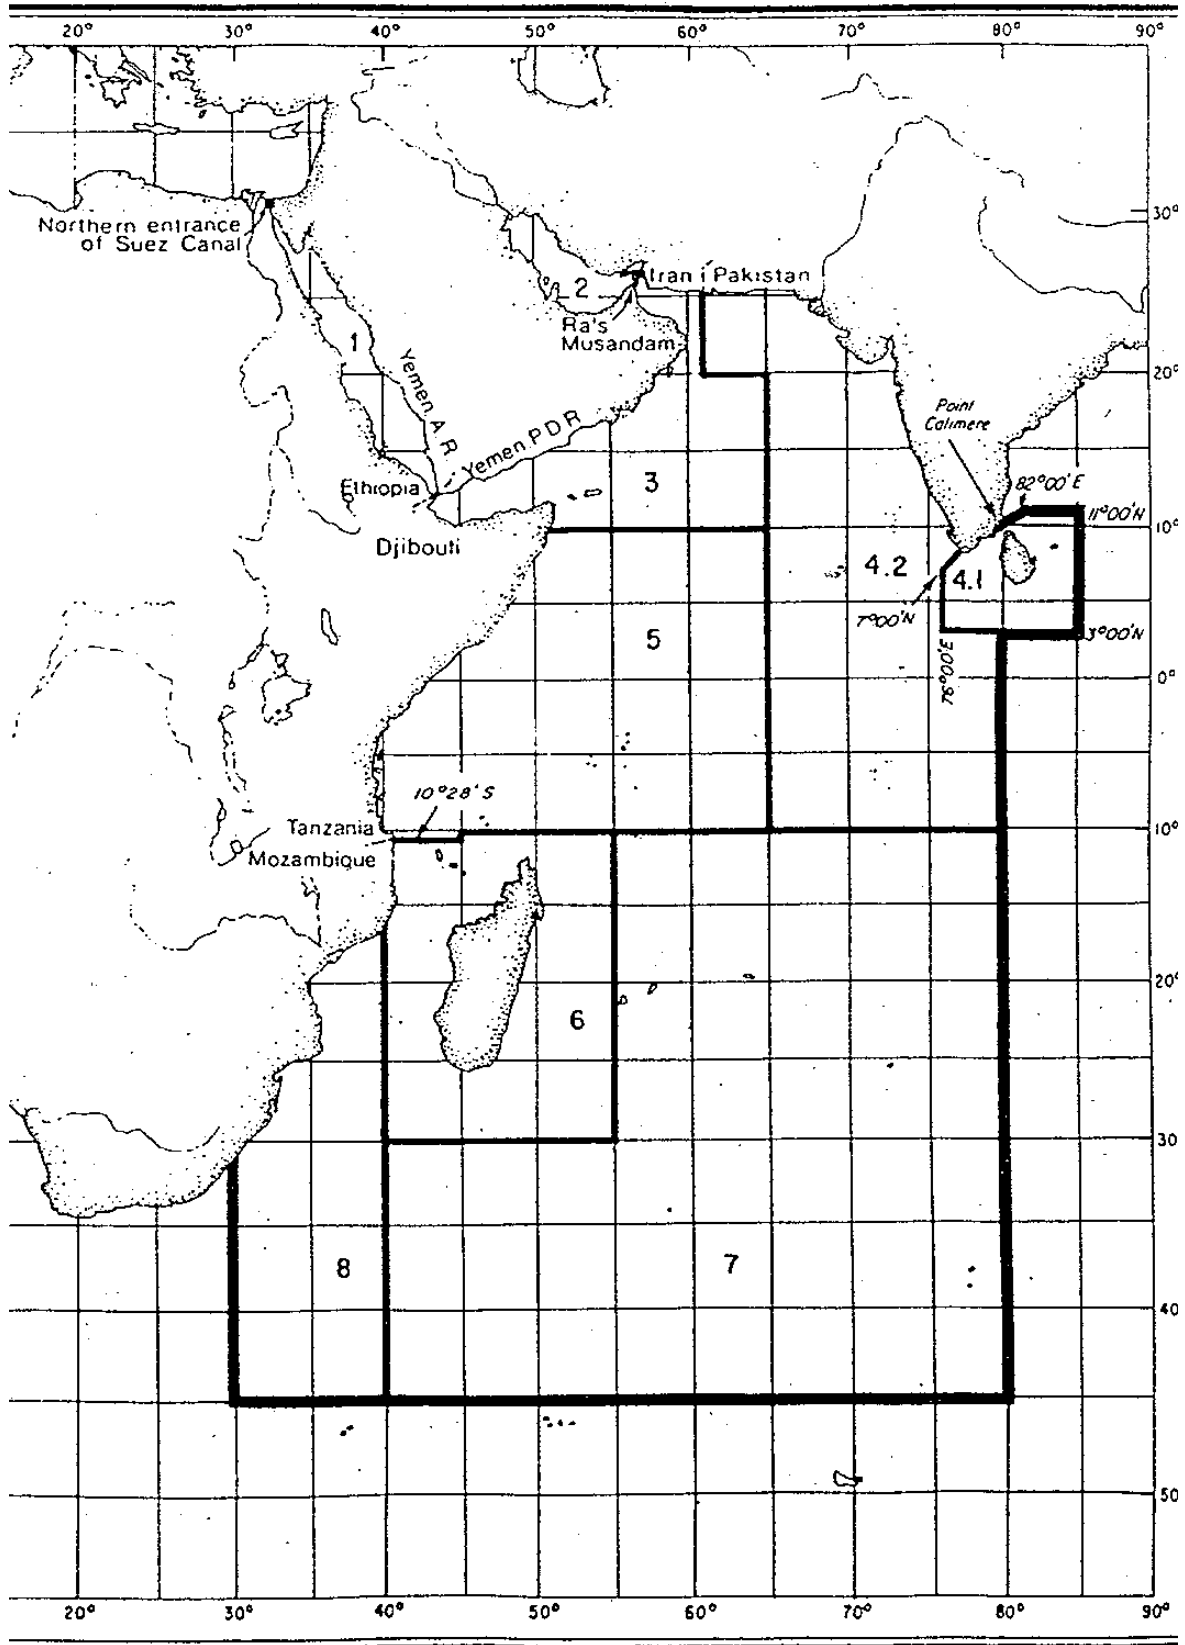 20° 30° 40° 50° 60° 70° 80° 90°
Northern entrance
of Suez Canal
30°
Iran | Pakistan
2
Ra's
Musandam
1
20°
Yemen A R
Yemen P D R
Point
Calimere
3
82°00' E
Ethiopia
11°00'N
10°
Djibouti
4.2
4.1
7°00'N
3°00'N
5
76°00'E
0°
10°28' S
Tanzania
10°
Mozambique
20°
6
30
8
7
40
50
20° 30° 40° 50° 60° 70° 80° 90°